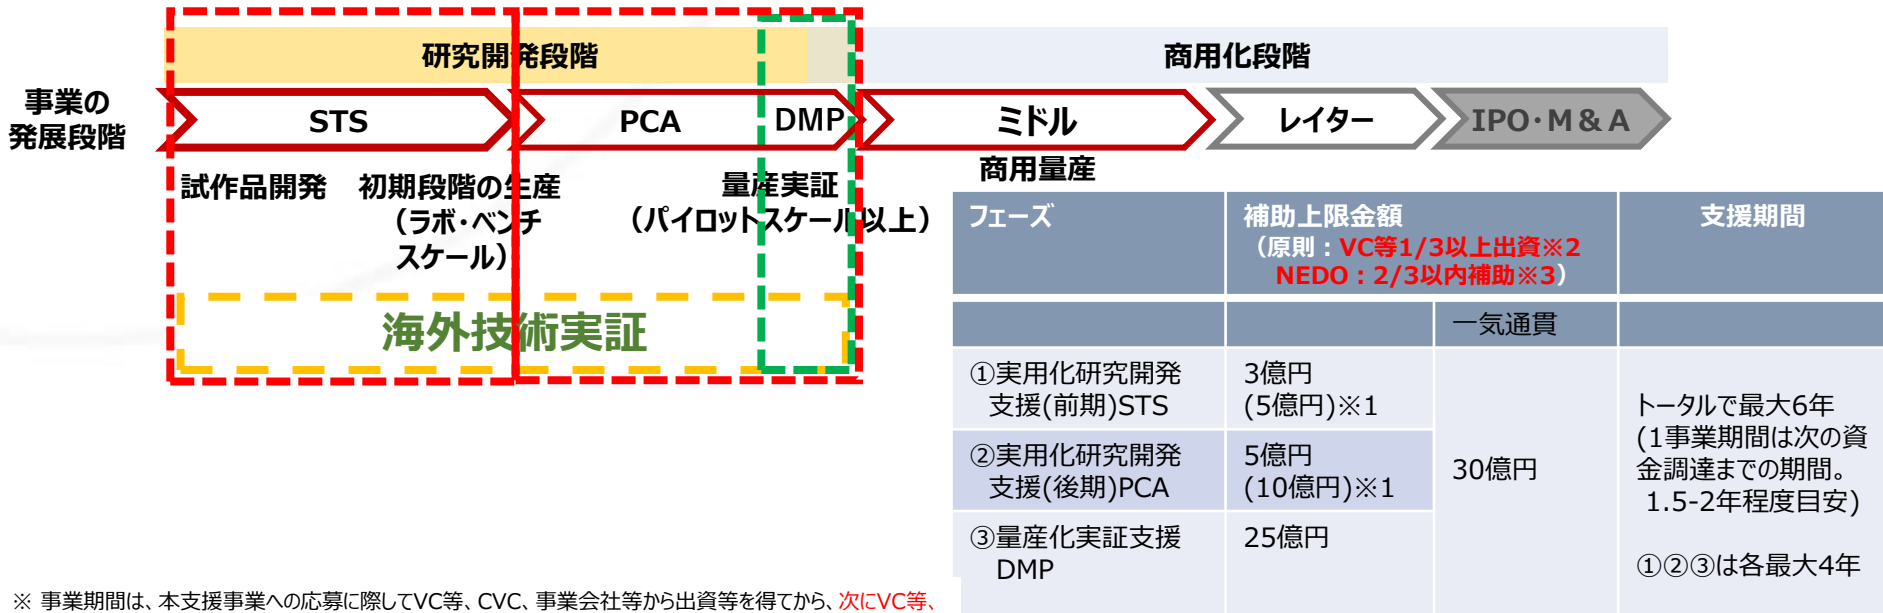 研究開発段階
商用化段階
事業の
発展段階
STS
PCA
DMP
ミドル
レイター
IPO・M&A
試作品開発
初期段階の生産
(ラボ・ベンチ
スケール)
量産実証
(パイロットスケール以上)
商用量産
海外技術実証
フェーズ
補助上限金額
(原則:VC等1/3以上出資※2
NEDO:2/3以内補助※3)
支援期間
一気通貫
①実用化研究開発
支援(前期)STS
3億円
(5億円)※1
②実用化研究開発
支援(後期)PCA
5億円
(10億円)※1
③量産化実証支援
DMP
25億円
30億円
トータルで最大6年
(1事業期間は次の資
金調達までの期間。
1.5-2年程度目安)
①②③は各最大4年
※ 事業期間は、本支援事業への応募に際してVC等、CVC、事業会社等から出資等を得てから、次にVC等、